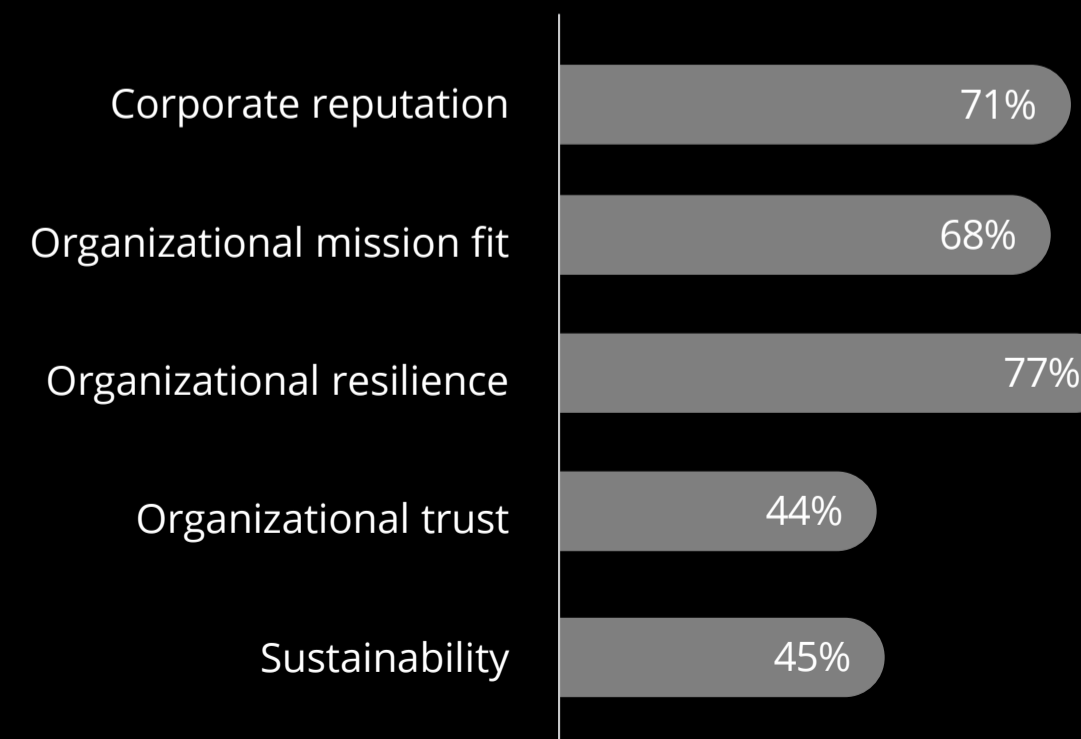 Corporate reputation 71%
Organizational mission fit 68%
Organizational resilience 77%
Organizational trust 44%
Sustainability 45%